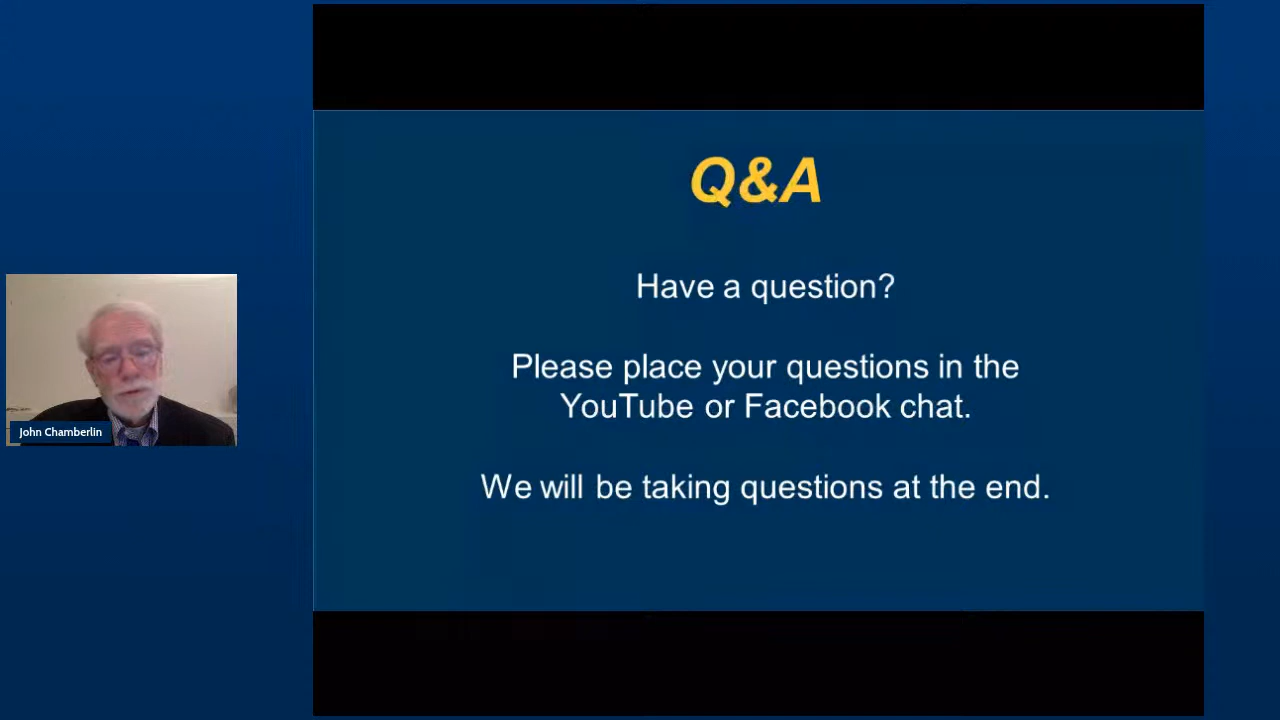 Q&A
Have a question?
Please place your questions in the
YouTube or Facebook chat.
We will be taking questions at the end.
John Chamberlin